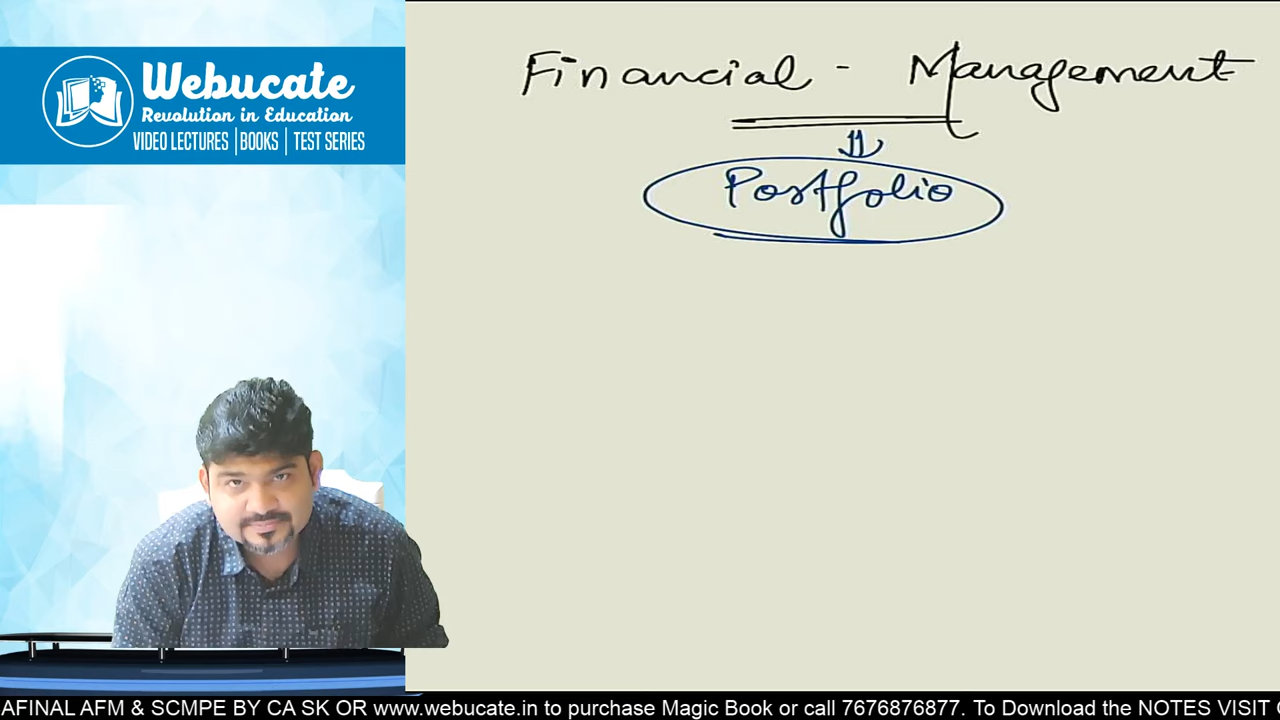 Webucate
Revolution in Education
VIDEO LECTURES | BOOKS | TEST SERIES
Financial - Management
Portfolio
AFINAL AFM & SCMPE BY CA SK OR www.webucate.in to purchase Magic Book or call 7676876877. To Download the NOTES VISIT